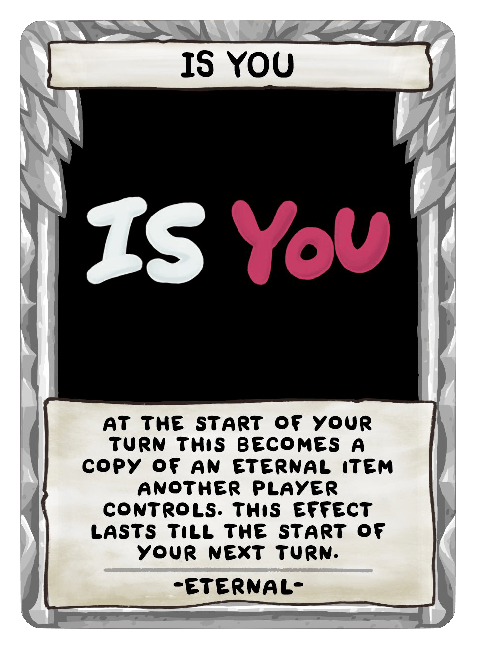 IS YOU
IS YOU
AT THE START OF YOUR
TURN THIS BECOMES A
COPY OF AN ETERNAL ITEM
ANOTHER PLAYER
CONTROLS. THIS EFFECT
LASTS TILL THE START OF
YOUR NEXT TURN.
-ETERNAL-